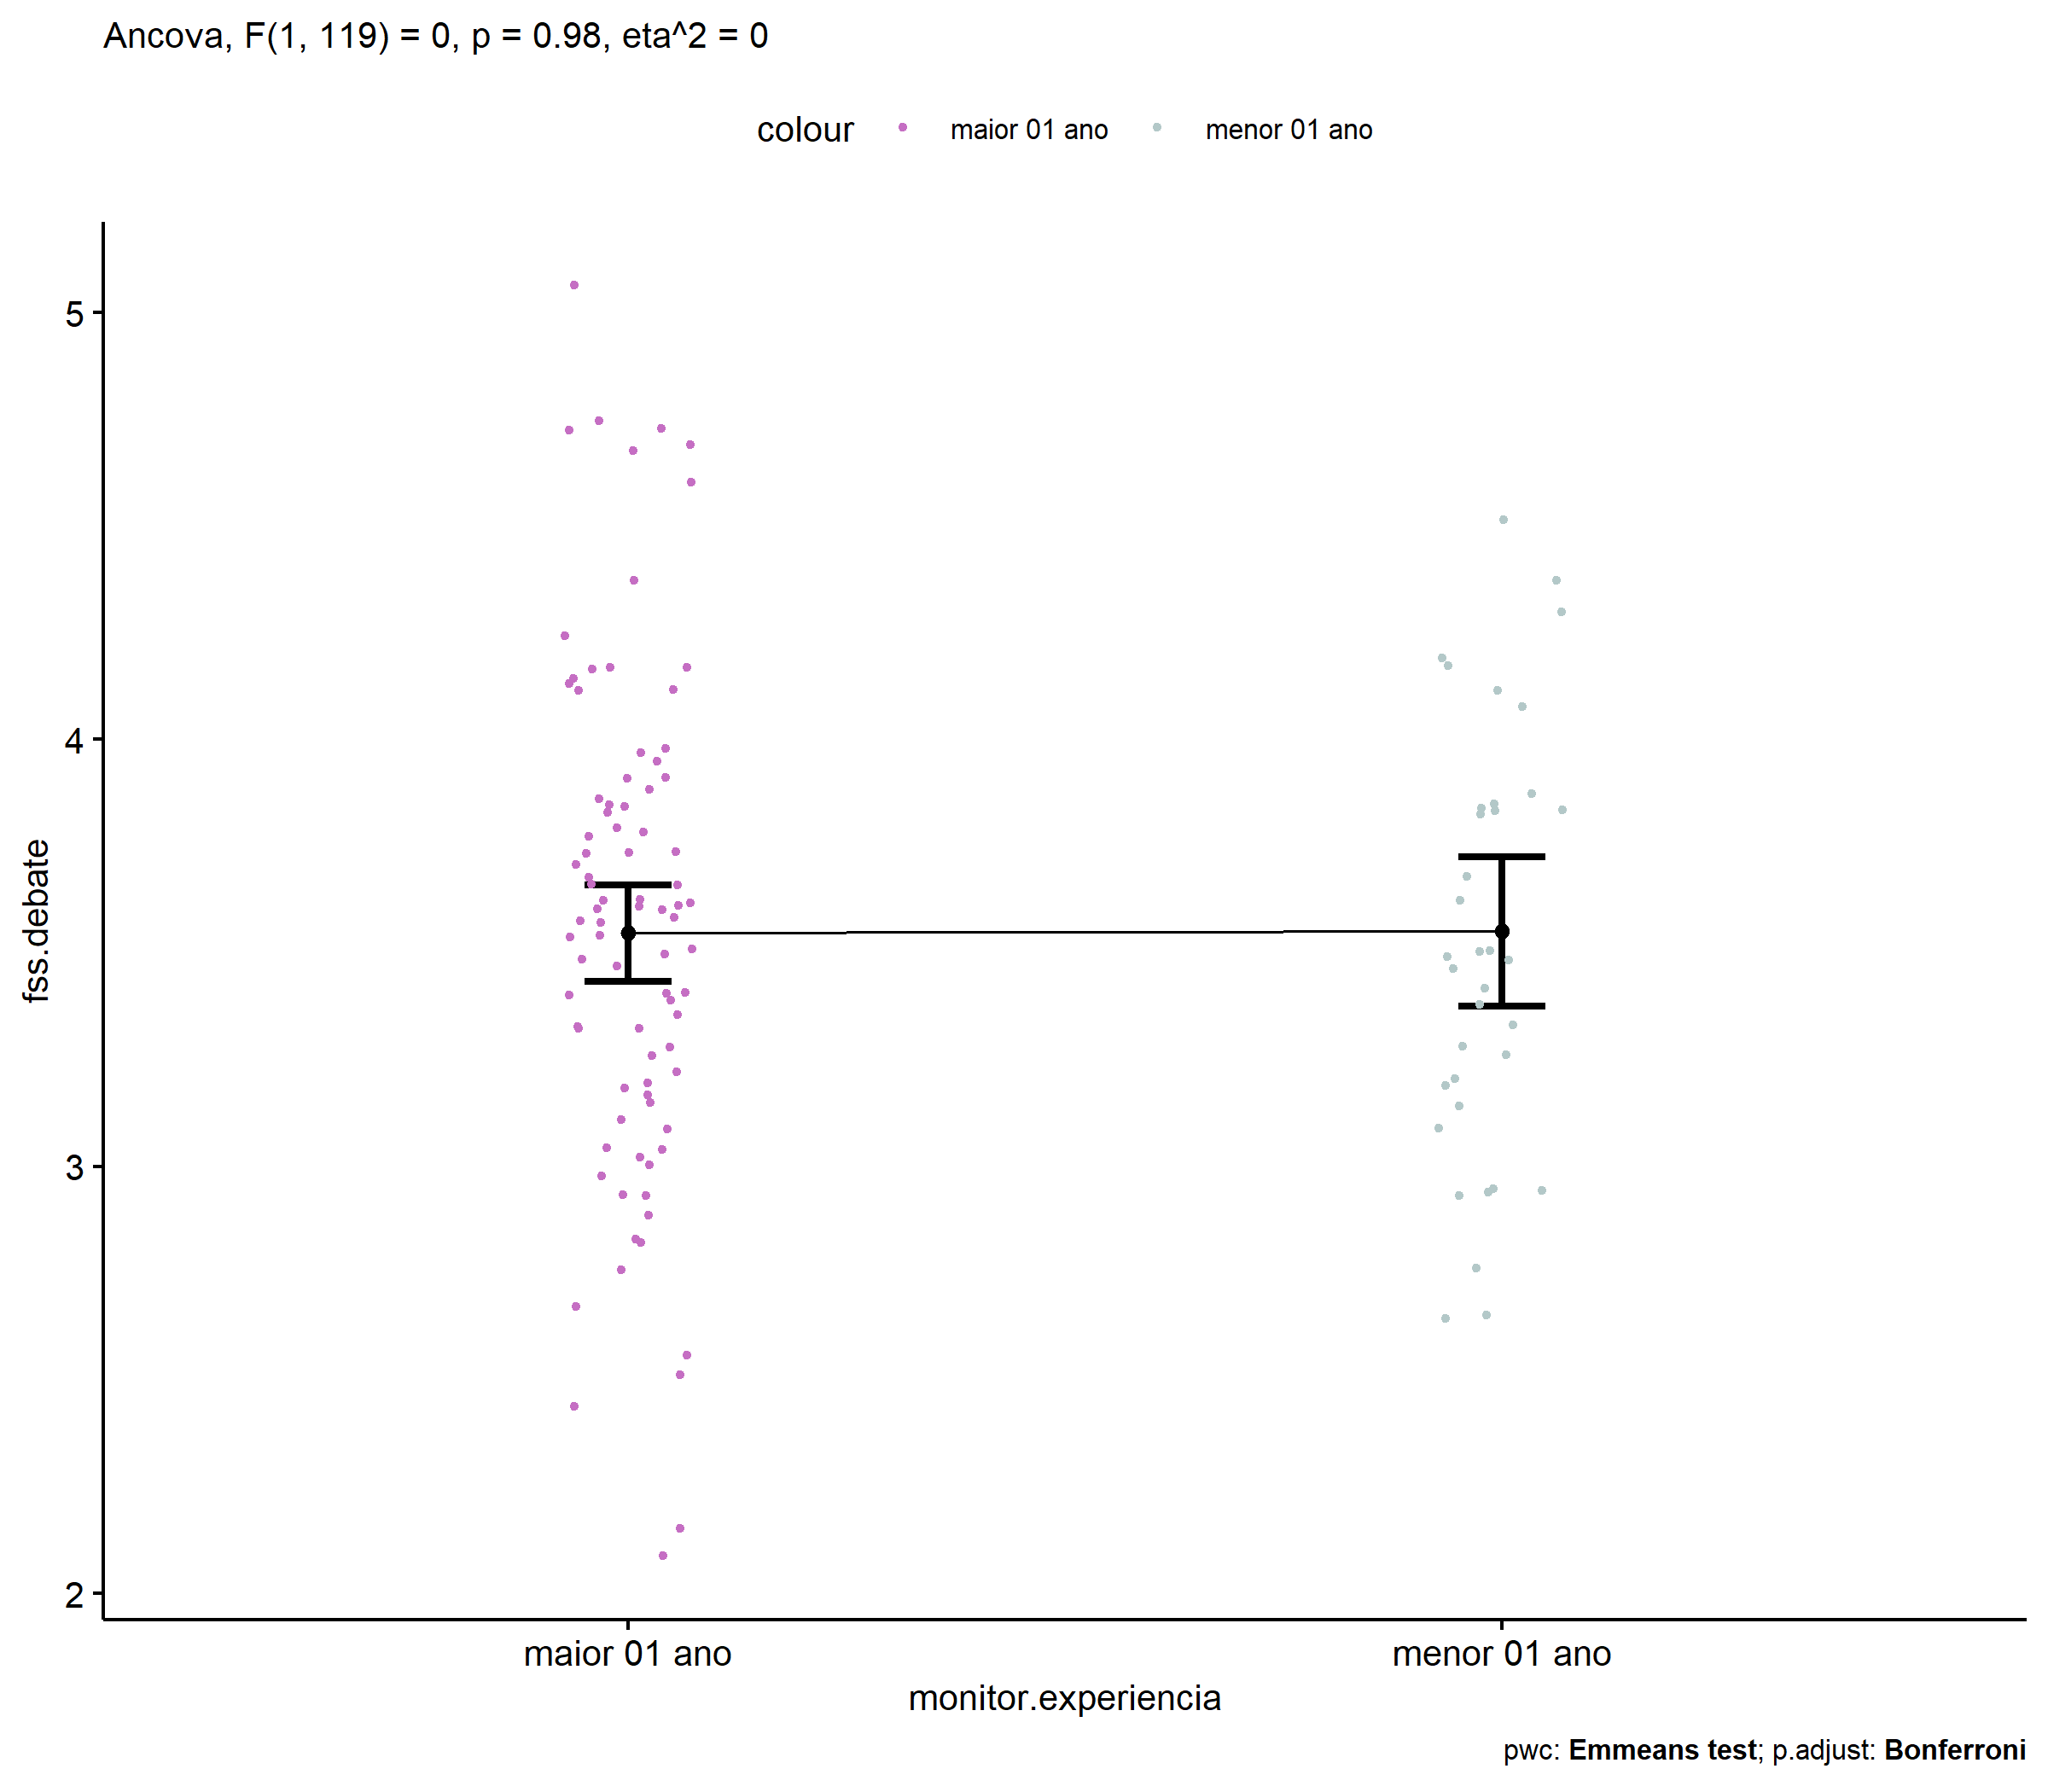 Ancova, F(1, 119) = 0, p = 0.98, eta^2 = 0
colour maior 01 ano menor 01 ano
5
4
3
2
fss.debate
maior 01 ano menor 01 ano
monitor.experiencia
pwc: Emmeans test; p.adjust: Bonferroni